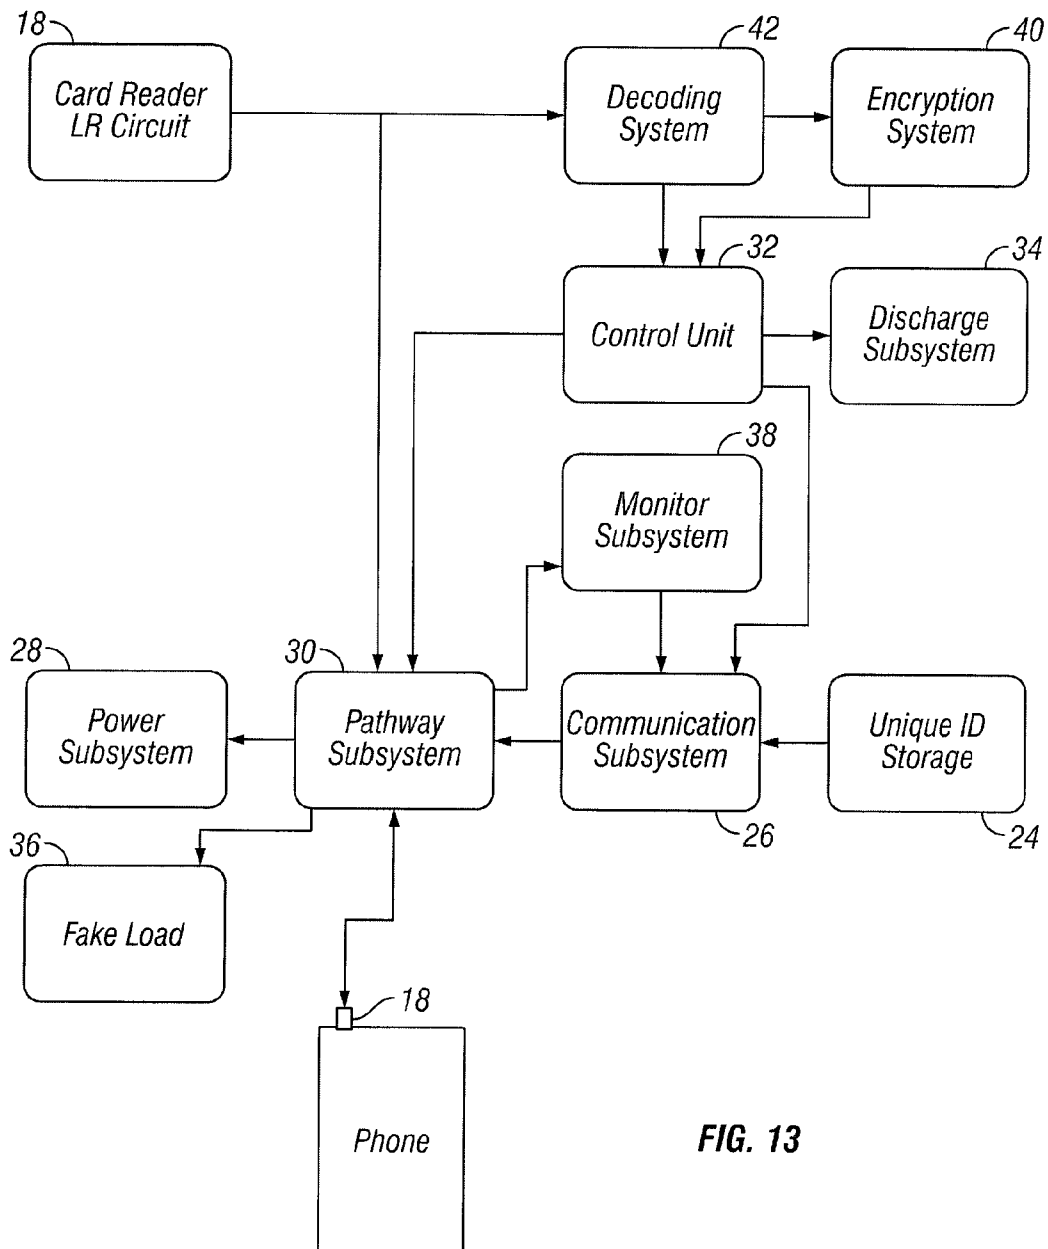 18
Card Reader
LR Circuit
42
Decoding
System
40
Encryption
System
32
Control Unit
34
Discharge
Subsystem
38
Monitor
Subsystem
28
Power
Subsystem
30
Pathway
Subsystem
Communication
Subsystem
26
Unique ID
Storage
24
36
Fake Load
18
Phone
FIG. 13